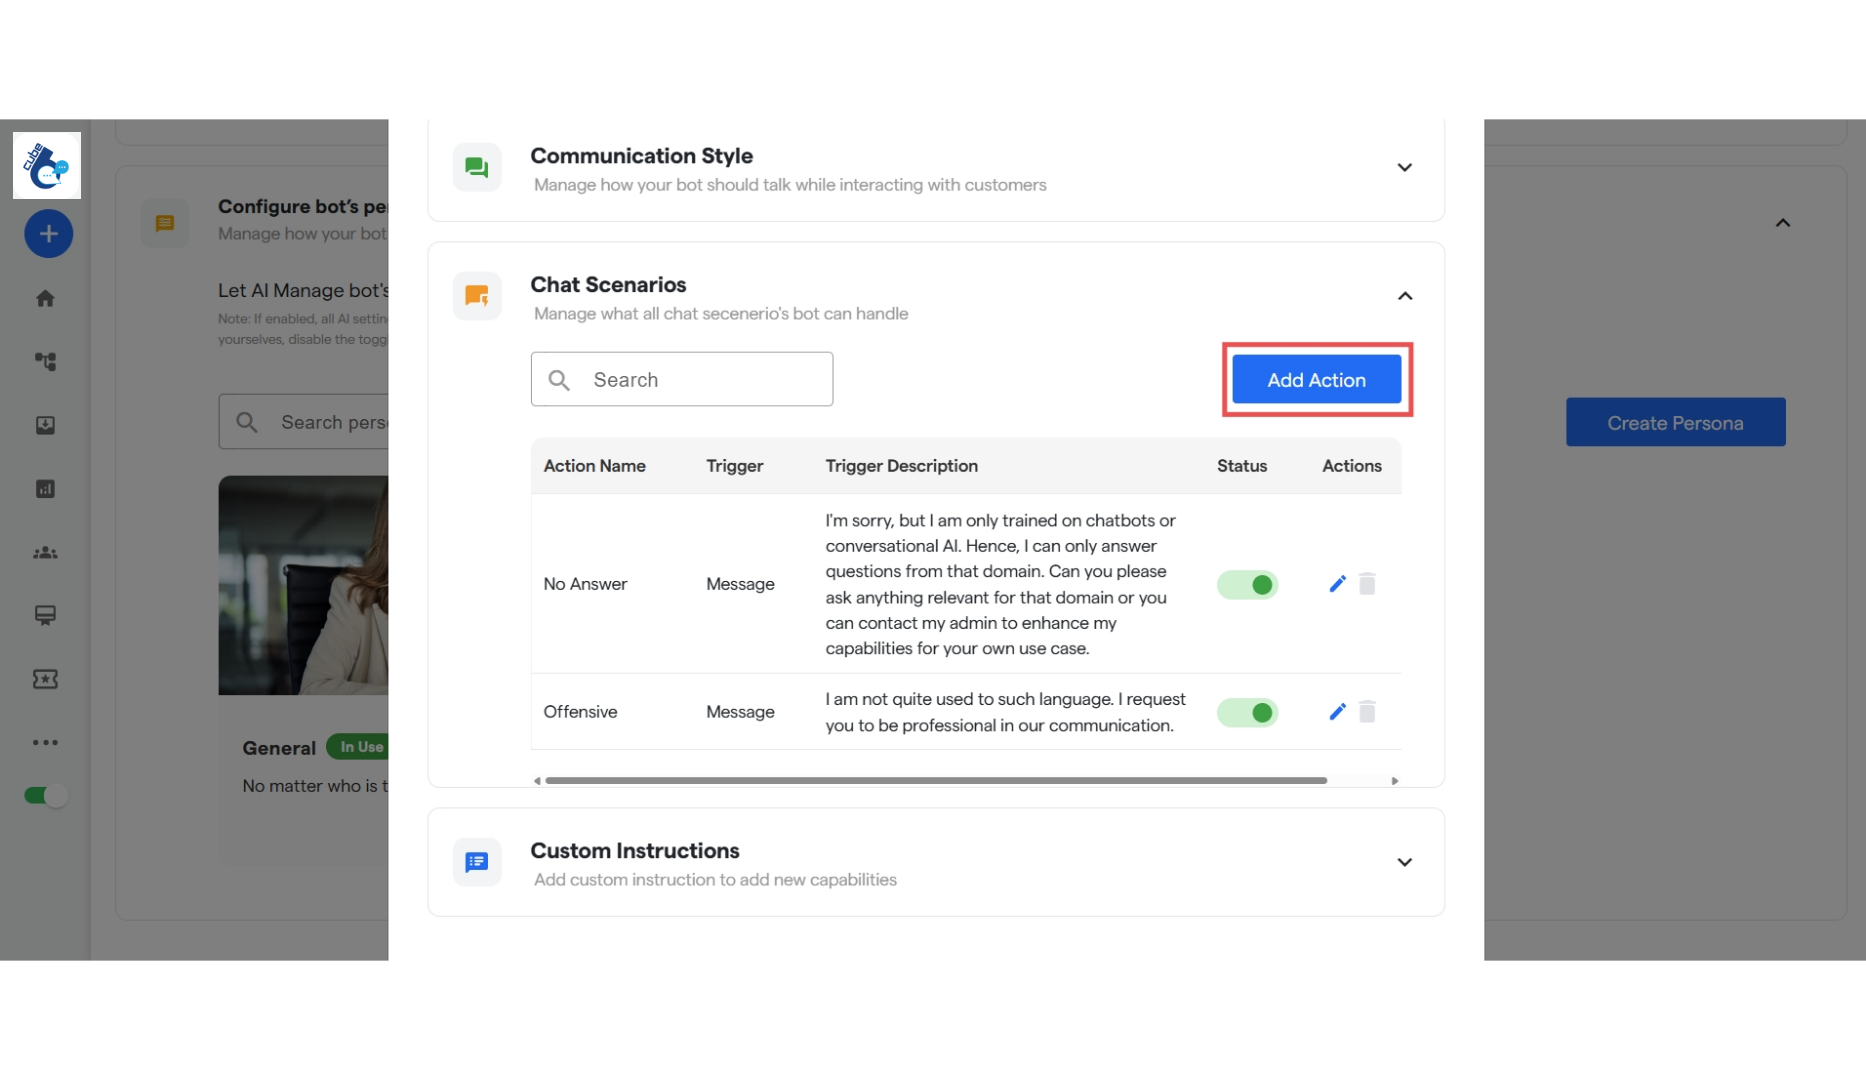 cube
Communication Style
Manage how your bot should talk while interacting with customers
Configure bot's pe
Manage how your bot
Let AI Manage bot's
Note: If enabled, all AI settin
yourselves, disable the togg
Search pers
General
In Use
No matter who is t
Chat Scenarios
Manage what all chat secenerio's bot can handle
Search
Add Action
Create Persona
Action Name Trigger Trigger Description Status Actions
No Answer
Message
I'm sorry, but I am only trained on chatbots or
conversational AI. Hence, I can only answer
questions from that domain. Can you please
ask anything relevant for that domain or you
can contact my admin to enhance my
capabilities for your own use case.
Offensive
Message
I am not quite used to such language. I request
you to be professional in our communication.
Custom Instructions
Add custom instruction to add new capabilities